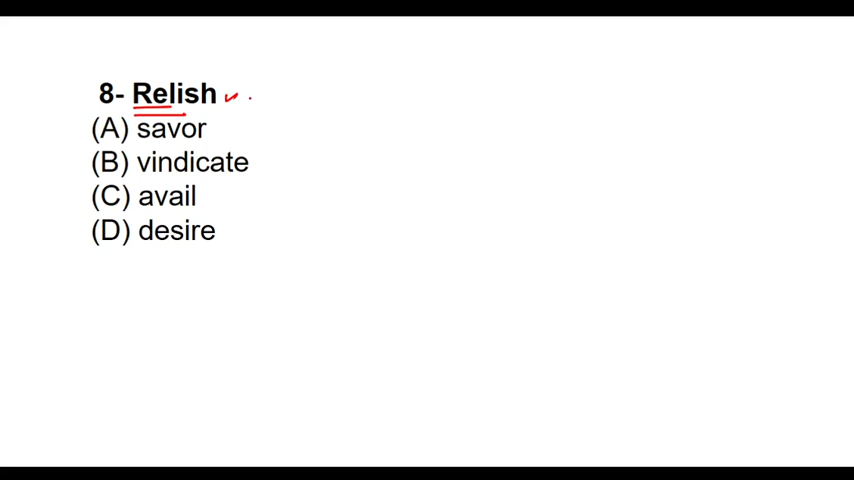 8- Relish
(A) savor
(B) vindicate
(C) avail
(D) desire